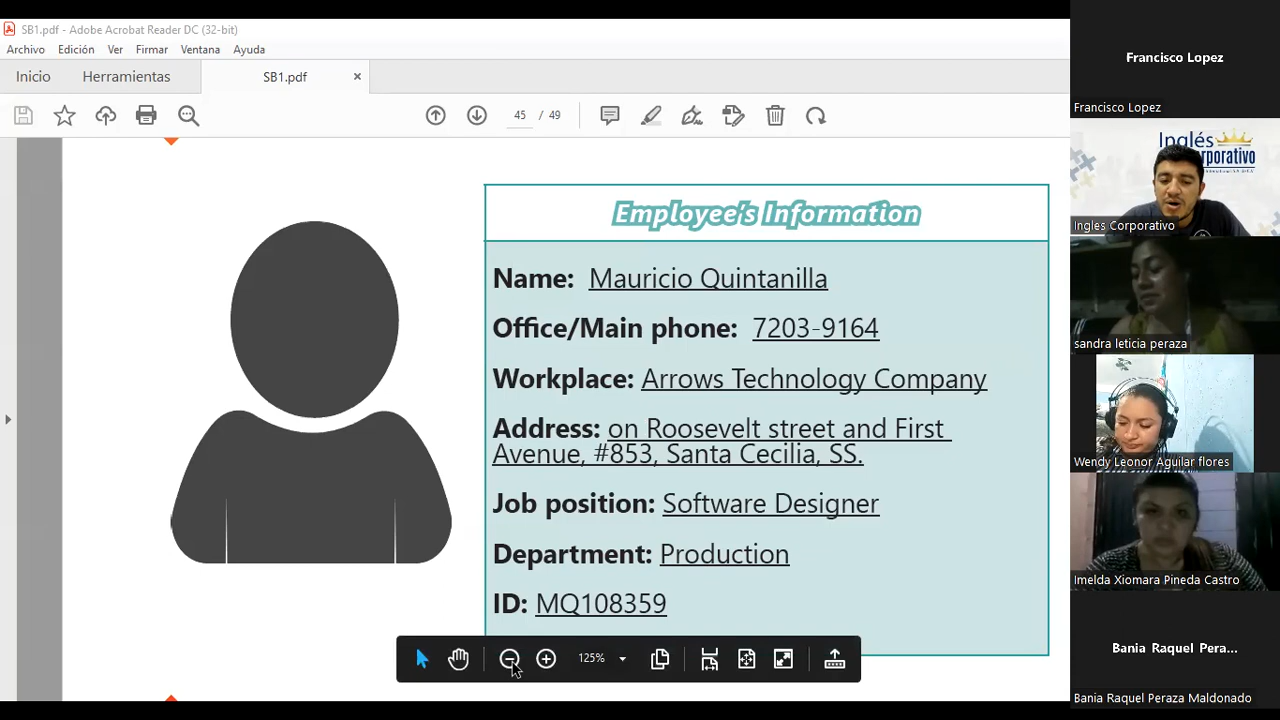 SB1.pdf - Adobe Acrobat Reader DC (32-bit)
Archivo Edición Ver Firmar Ventana Ayuda
Inicio Herramientas SB1.pdf ×
45 / 49
Employee's Information
Name: Mauricio Quintanilla
Office/Main phone: 7203-9164
Workplace: Arrows Technology Company
Address: on Roosevelt street and First
Avenue, #853, Santa Cecilia, SS.
Job position: Software Designer
Department: Production
ID: MQ108359
125%
Francisco Lopez
Francisco Lopez
Inglés
Ingles Corporativo
sandra leticia peraza
Wendy Leonor Aguilar flores
Imelda Xiomara Pineda Castro
Bania Raquel Pera...
Bania Raquel Peraza Maldonado